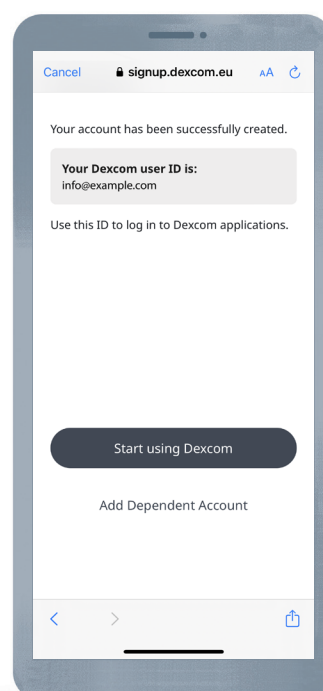 Cancel signup.dexcom.eu AA
Your account has been successfully created.
Your Dexcom user ID is:
info@example.com
Use this ID to log in to Dexcom applications.
Start using Dexcom
Add Dependent Account